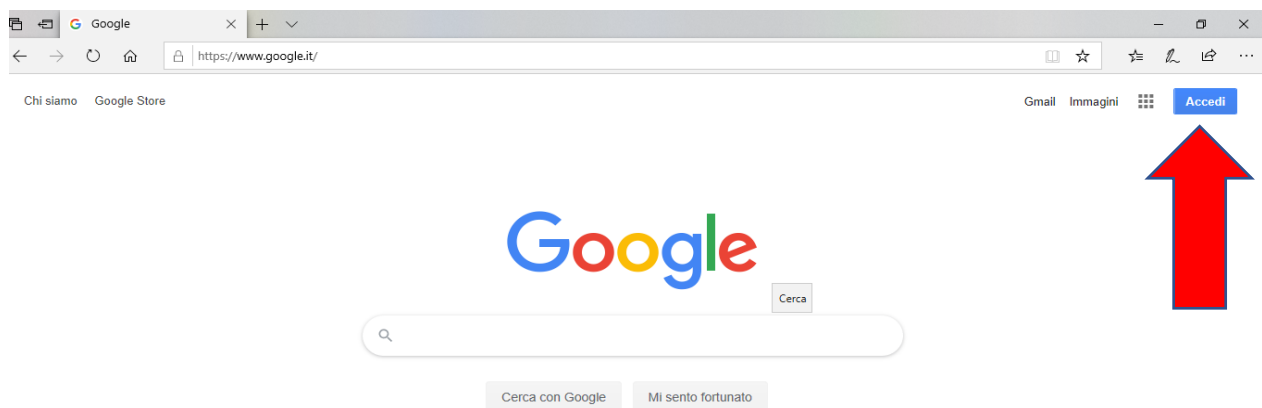 Google
https://www.google.it/
Chi siamo Google Store Gmail Immagini Accedi
Google
Cerca
Cerca con Google Mi sento fortunato